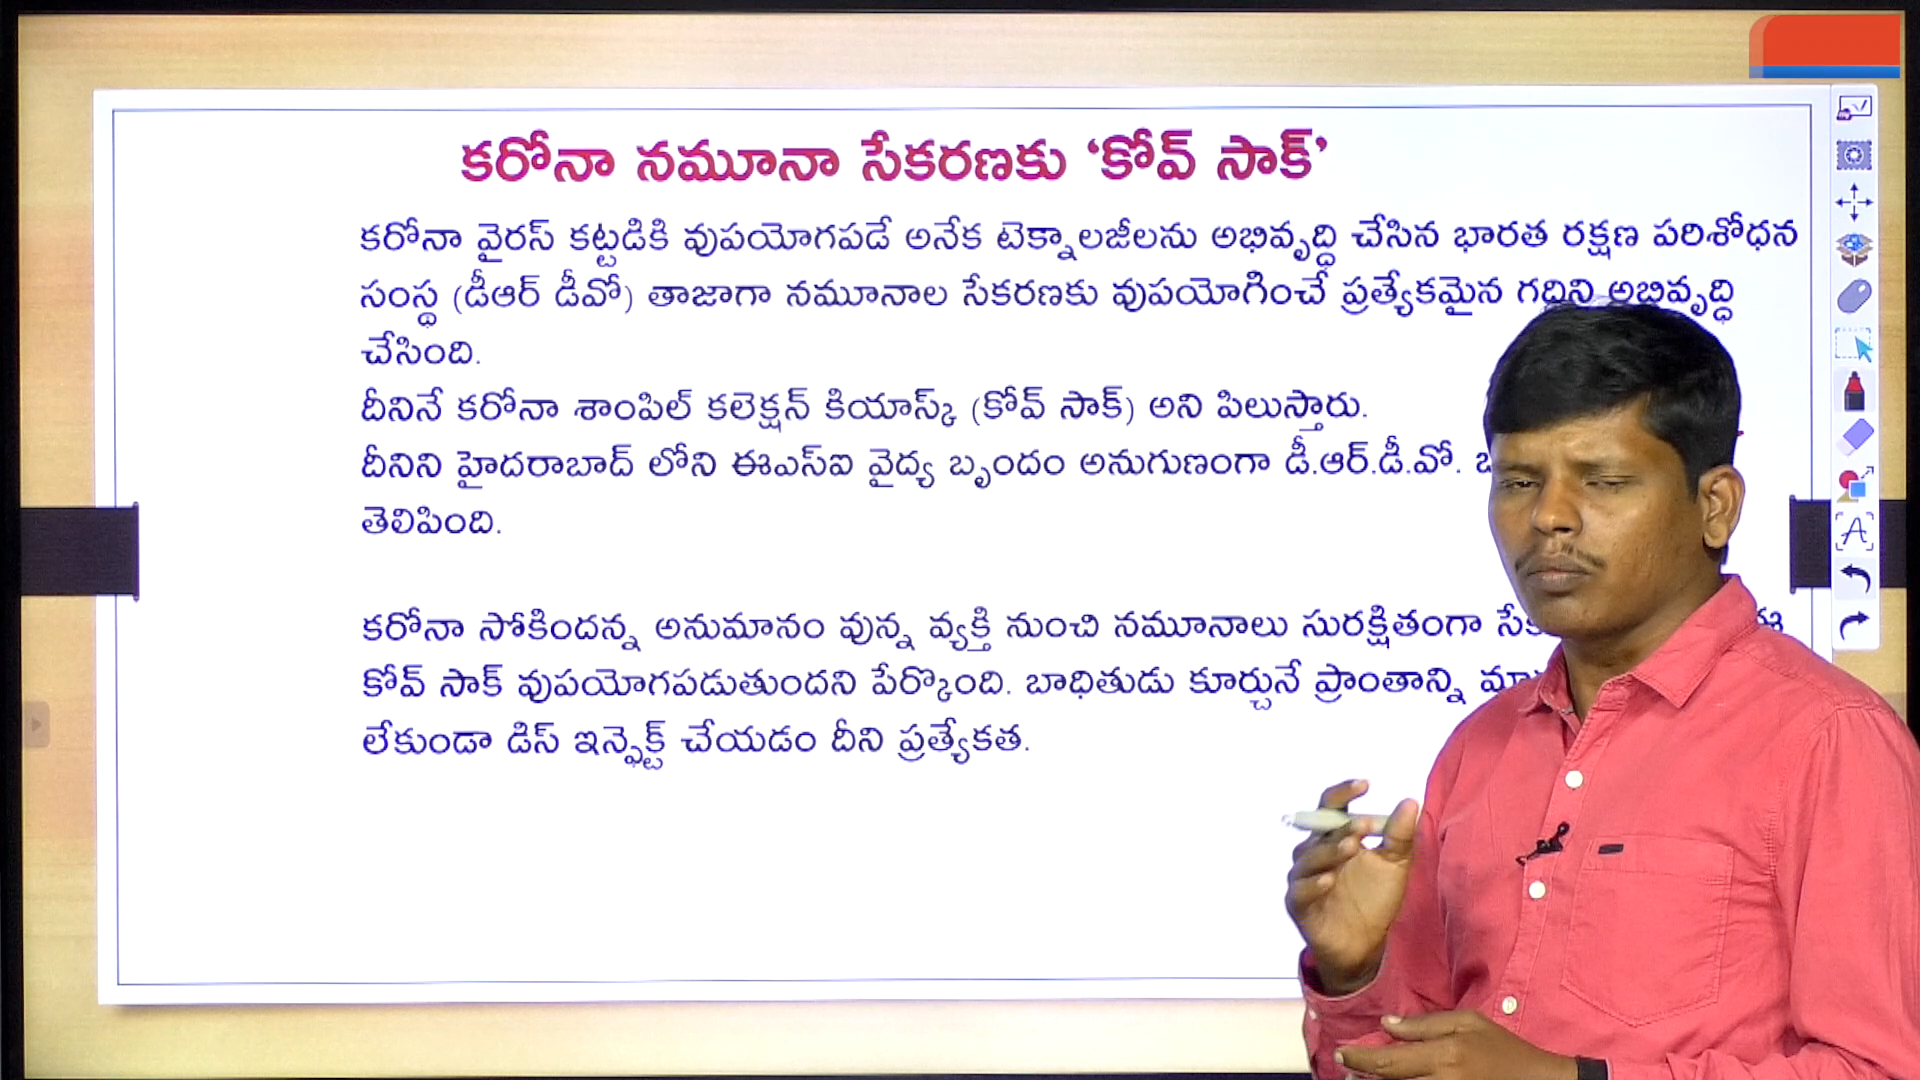 కరోనా నమూనా సేకరణకు ‘కోవ్ సాక్’
కరోనా వైరస్ కట్టడికి వుపయోగపడే అనేక టెక్నాలజీలను అభివృద్ధి చేసిన భారత రక్షణ పరిశోధన
సంస్థ (డీఆర్ డీవో) తాజాగా నమూనాల సేకరణకు వుపయోగించే ప్రత్యేకమైన గదిని అభివృద్ధి
చేసింది.
దీనినే కరోనా శాంపిల్ కలెక్షన్ కియాస్క్ (కోవ్ సాక్) అని పిలుస్తారు.
దీనిని హైదరాబాద్ లోని ఈఎస్ఐ వైద్య బృందం అనుగుణంగా డీ.ఆర్.డీ.వో.
తెలిపింది.
కరోనా సోకిందన్న అనుమానం వున్న వ్యక్తి నుంచి నమూనాలు సురక్షితంగా ఈ
కోవ్ సాక్ వుపయోగపడుతుందని పేర్కొంది. బాధితుడు కూర్చునే ప్రాంతాన్ని
లేకుండా డిస్ ఇన్ఫెక్ట్ చేయడం దీని ప్రత్యేకత.